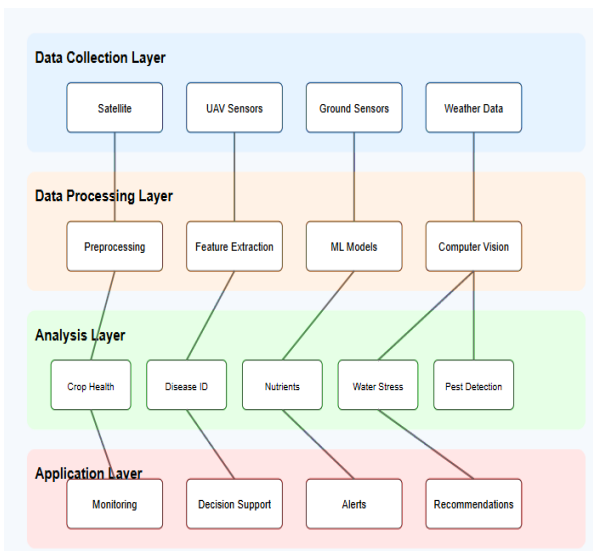 Data Collection Layer
Satellite
UAV Sensors
Ground Sensors
Weather Data
Data Processing Layer
Preprocessing
Feature Extraction
ML Models
Computer Vision
Analysis Layer
Crop Health
Disease ID
Nutrients
Water Stress
Pest Detection
Application Layer
Monitoring
Decision Support
Alerts
Recommendations